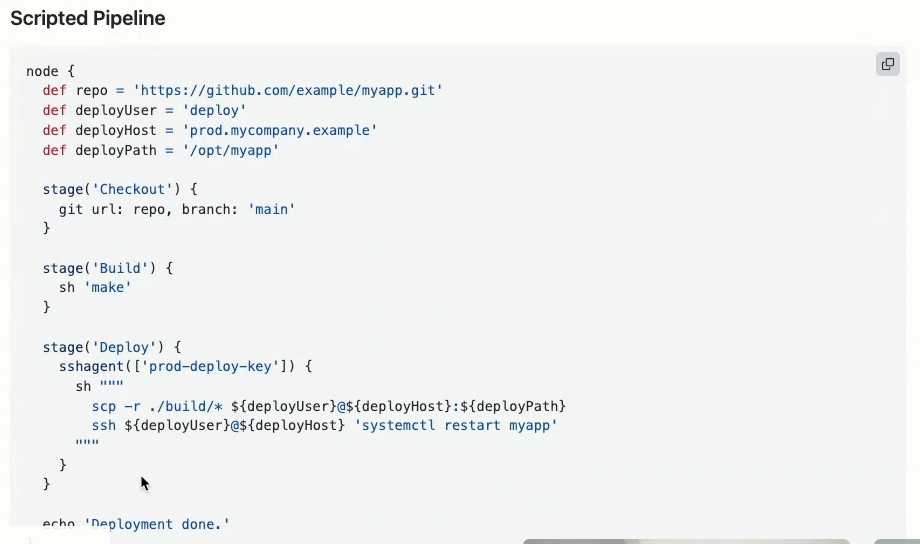 Scripted Pipeline
node {
  def repo = 'https://github.com/example/myapp.git'
  def deployUser = 'deploy'
  def deployHost = 'prod.mycompany.example'
  def deployPath = '/opt/myapp'
  stage('Checkout') {
    git url: repo, branch: 'main'
  }
  stage('Build') {
    sh 'make'
  }
  stage('Deploy') {
    sshagent(['prod-deploy-key']) {
      sh """
        scp -r ./build/* ${deployUser}@${deployHost}:${deployPath}
        ssh ${deployUser}@${deployHost} 'systemctl restart myapp'
      """
    }
  }
  echo 'Deployment done.'
}